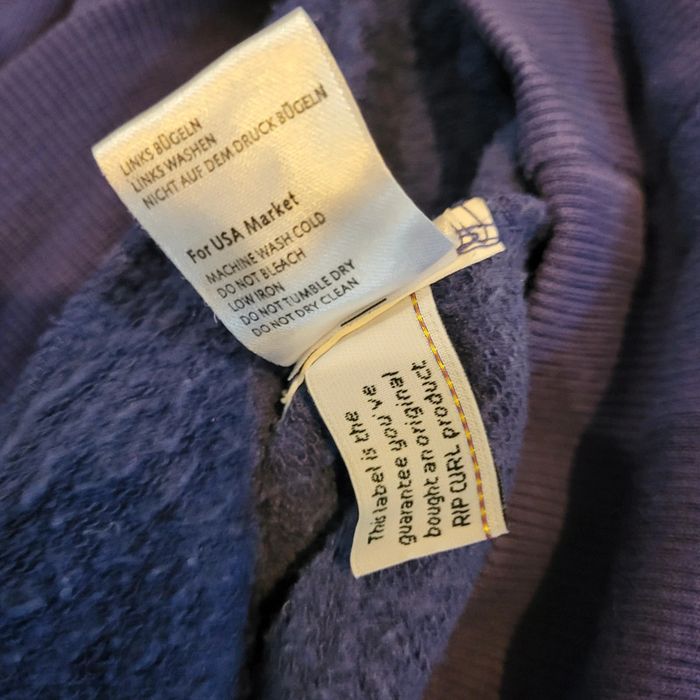 LINKS BÜGELN
LINKS WASHEN
NICHT AUF DEM DRUCK BÜGELN
For USA Market
MACHINE WASH COLD
DO NOT BLEACH
LOW IRON
DO NOT TUMBLE DRY
DO NOT DRY CLEAN
This label is the
guarantee you've
bought an original
RIP CURL product